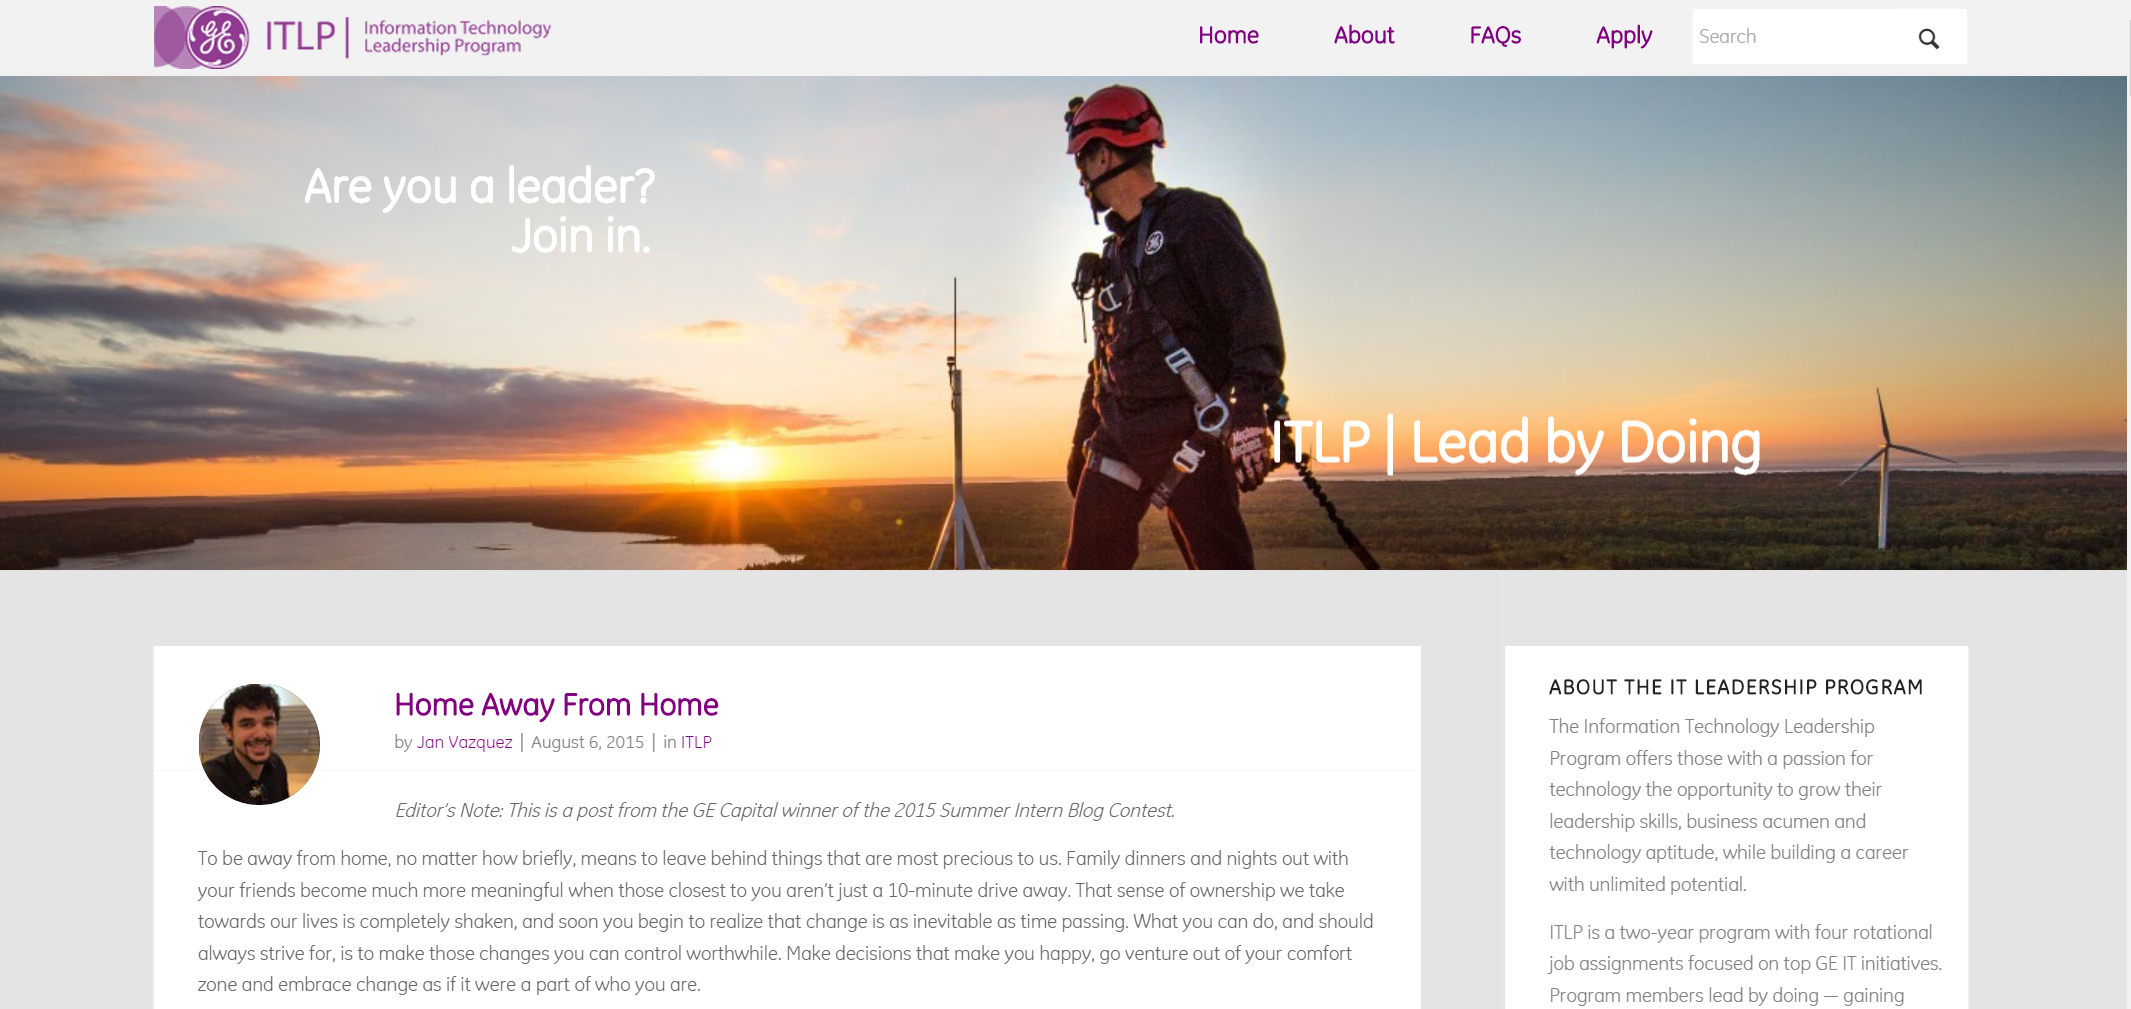 GE
ITLP | Information Technology
Leadership Program
Home About FAQs Apply Search
Are you a leader?
Join in.
ITLP | Lead by Doing
Home Away From Home
by Jan Vazquez | August 6, 2015 | in ITLP
Editor’s Note: This is a post from the GE Capital winner of the 2015 Summer Intern Blog Contest.
To be away from home, no matter how briefly, means to leave behind things that are most precious to us. Family dinners and nights out with
your friends become much more meaningful when those closest to you aren’t just a 10-minute drive away. That sense of ownership we take
towards our lives is completely shaken, and soon you begin to realize that change is as inevitable as time passing. What you can do, and should
always strive for, is to make those changes you can control worthwhile. Make decisions that make you happy, go venture out of your comfort
zone and embrace change as if it were a part of who you are.
ABOUT THE IT LEADERSHIP PROGRAM
The Information Technology Leadership
Program offers those with a passion for
technology the opportunity to grow their
leadership skills, business acumen and
technology aptitude, while building a career
with unlimited potential.
ITLP is a two-year program with four rotational
job assignments focused on top GE IT initiatives.
Program members lead by doing — gaining